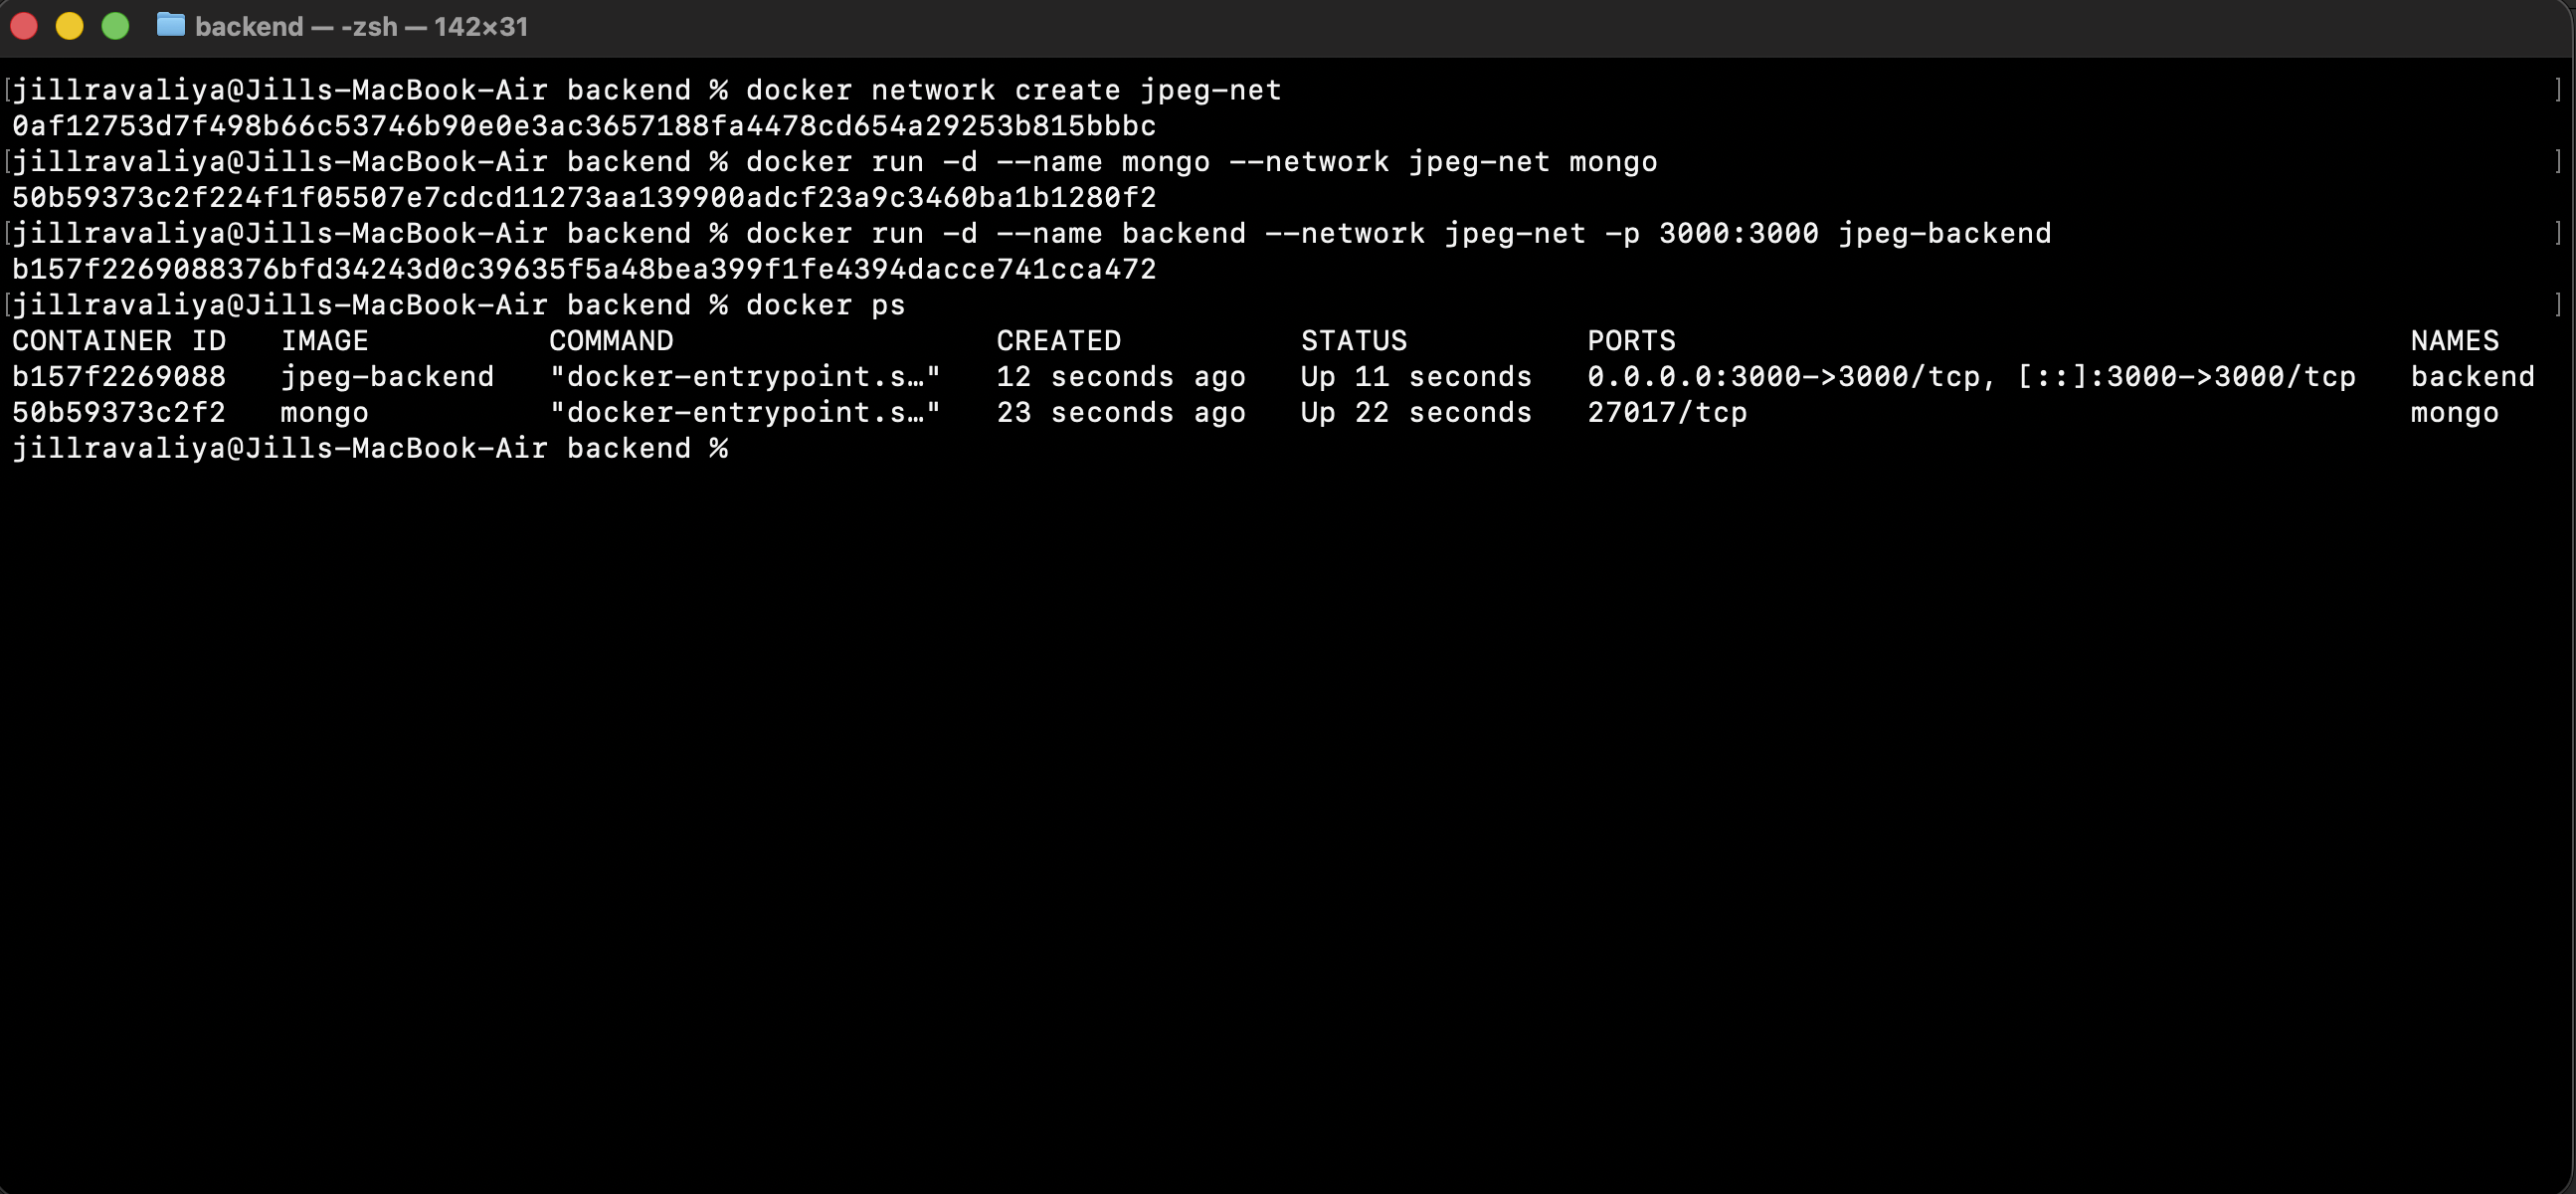 backend — -zsh — 142×31
[jillravaliya@Jills-MacBook-Air backend % docker network create jpeg-net ]
0af12753d7f498b66c53746b90e0e3ac3657188fa4478cd654a29253b815bbbc
[jillravaliya@Jills-MacBook-Air backend % docker run -d --name mongo --network jpeg-net mongo ]
50b59373c2f224f1f05507e7cdcd11273aa139900adcf23a9c3460ba1b1280f2
[jillravaliya@Jills-MacBook-Air backend % docker run -d --name backend --network jpeg-net -p 3000:3000 jpeg-backend ]
b157f2269088376bfd34243d0c39635f5a48bea399f1fe4394dacce741cca472
[jillravaliya@Jills-MacBook-Air backend % docker ps ]
CONTAINER ID   IMAGE          COMMAND                  CREATED          STATUS          PORTS                                         NAMES
b157f2269088   jpeg-backend   "docker-entrypoint.s…"   12 seconds ago   Up 11 seconds   0.0.0.0:3000->3000/tcp, [::]:3000->3000/tcp   backend
50b59373c2f2   mongo          "docker-entrypoint.s…"   23 seconds ago   Up 22 seconds   27017/tcp                                     mongo
jillravaliya@Jills-MacBook-Air backend %